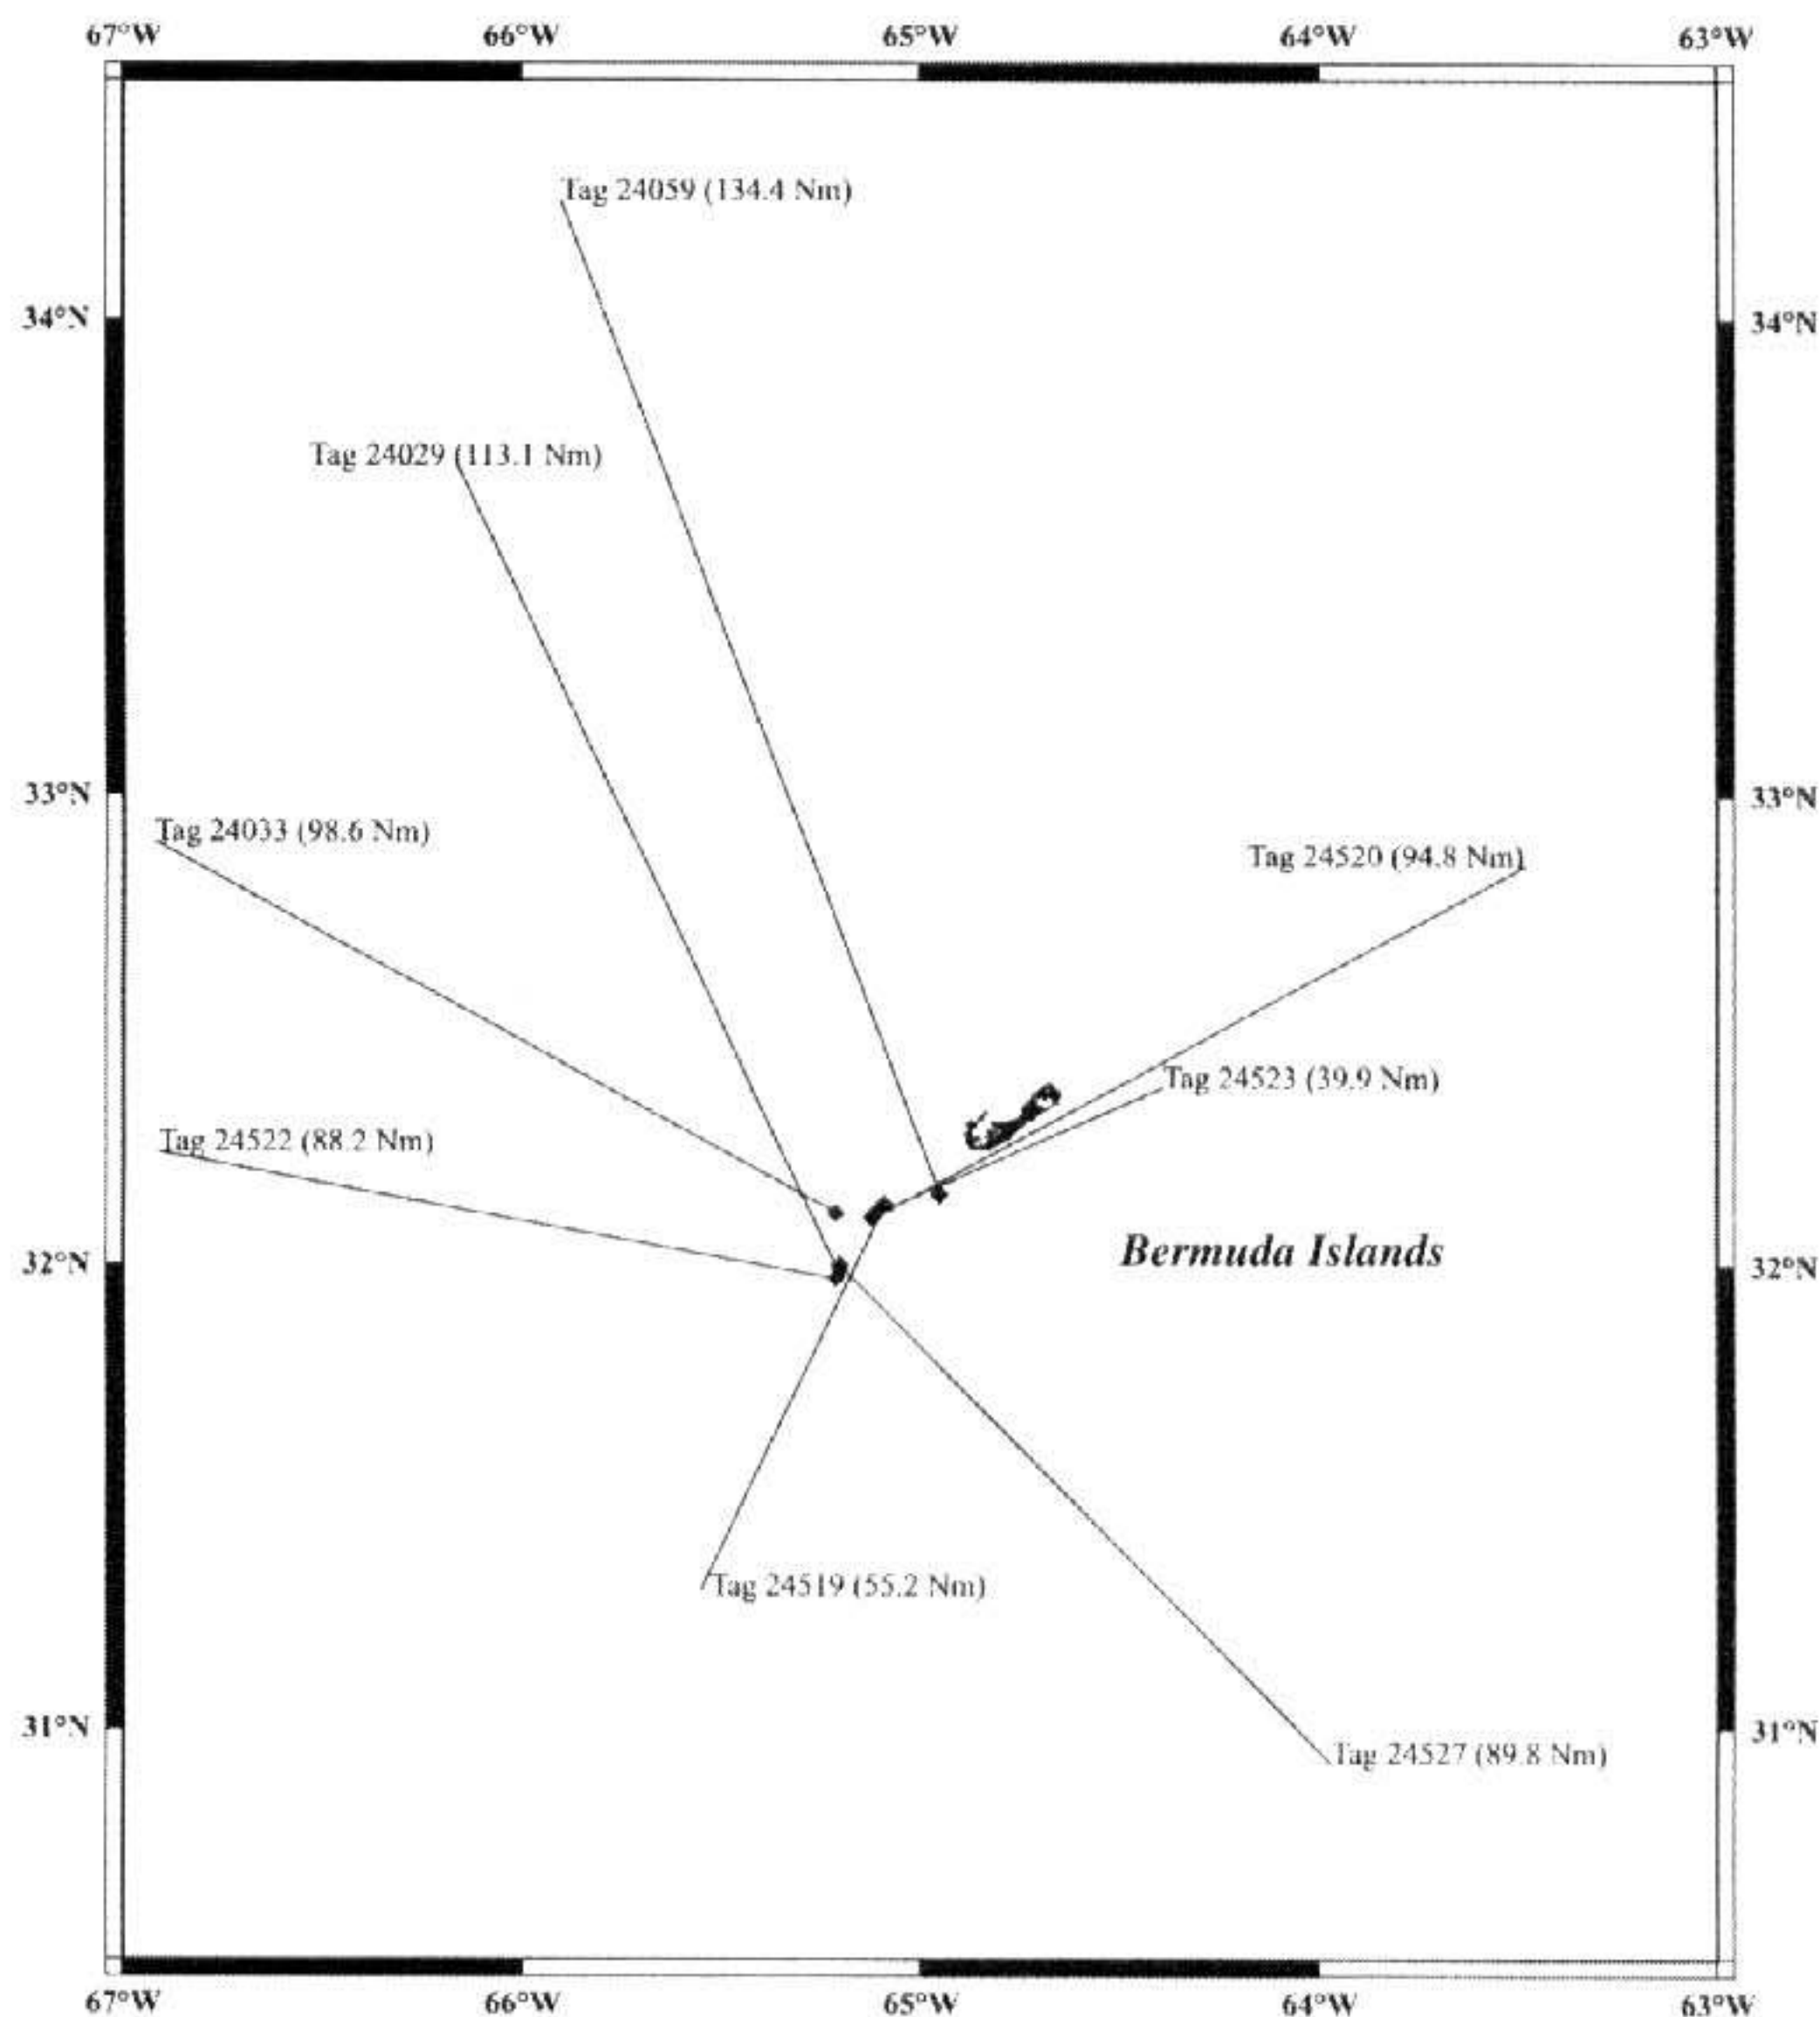 67°W 66°W 65°W 64°W 63°W
Tag 24059 (134.4 Nm)
34°N 34°N
Tag 24029 (113.1 Nm)
33°N 33°N
Tag 24033 (98.6 Nm)
Tag 24520 (94.8 Nm)
Tag 24523 (39.9 Nm)
Tag 24522 (88.2 Nm)
Bermuda Islands
32°N 32°N
Tag 24519 (55.2 Nm)
31°N 31°N
Tag 24527 (89.8 Nm)
67°W 66°W 65°W 64°W 63°W